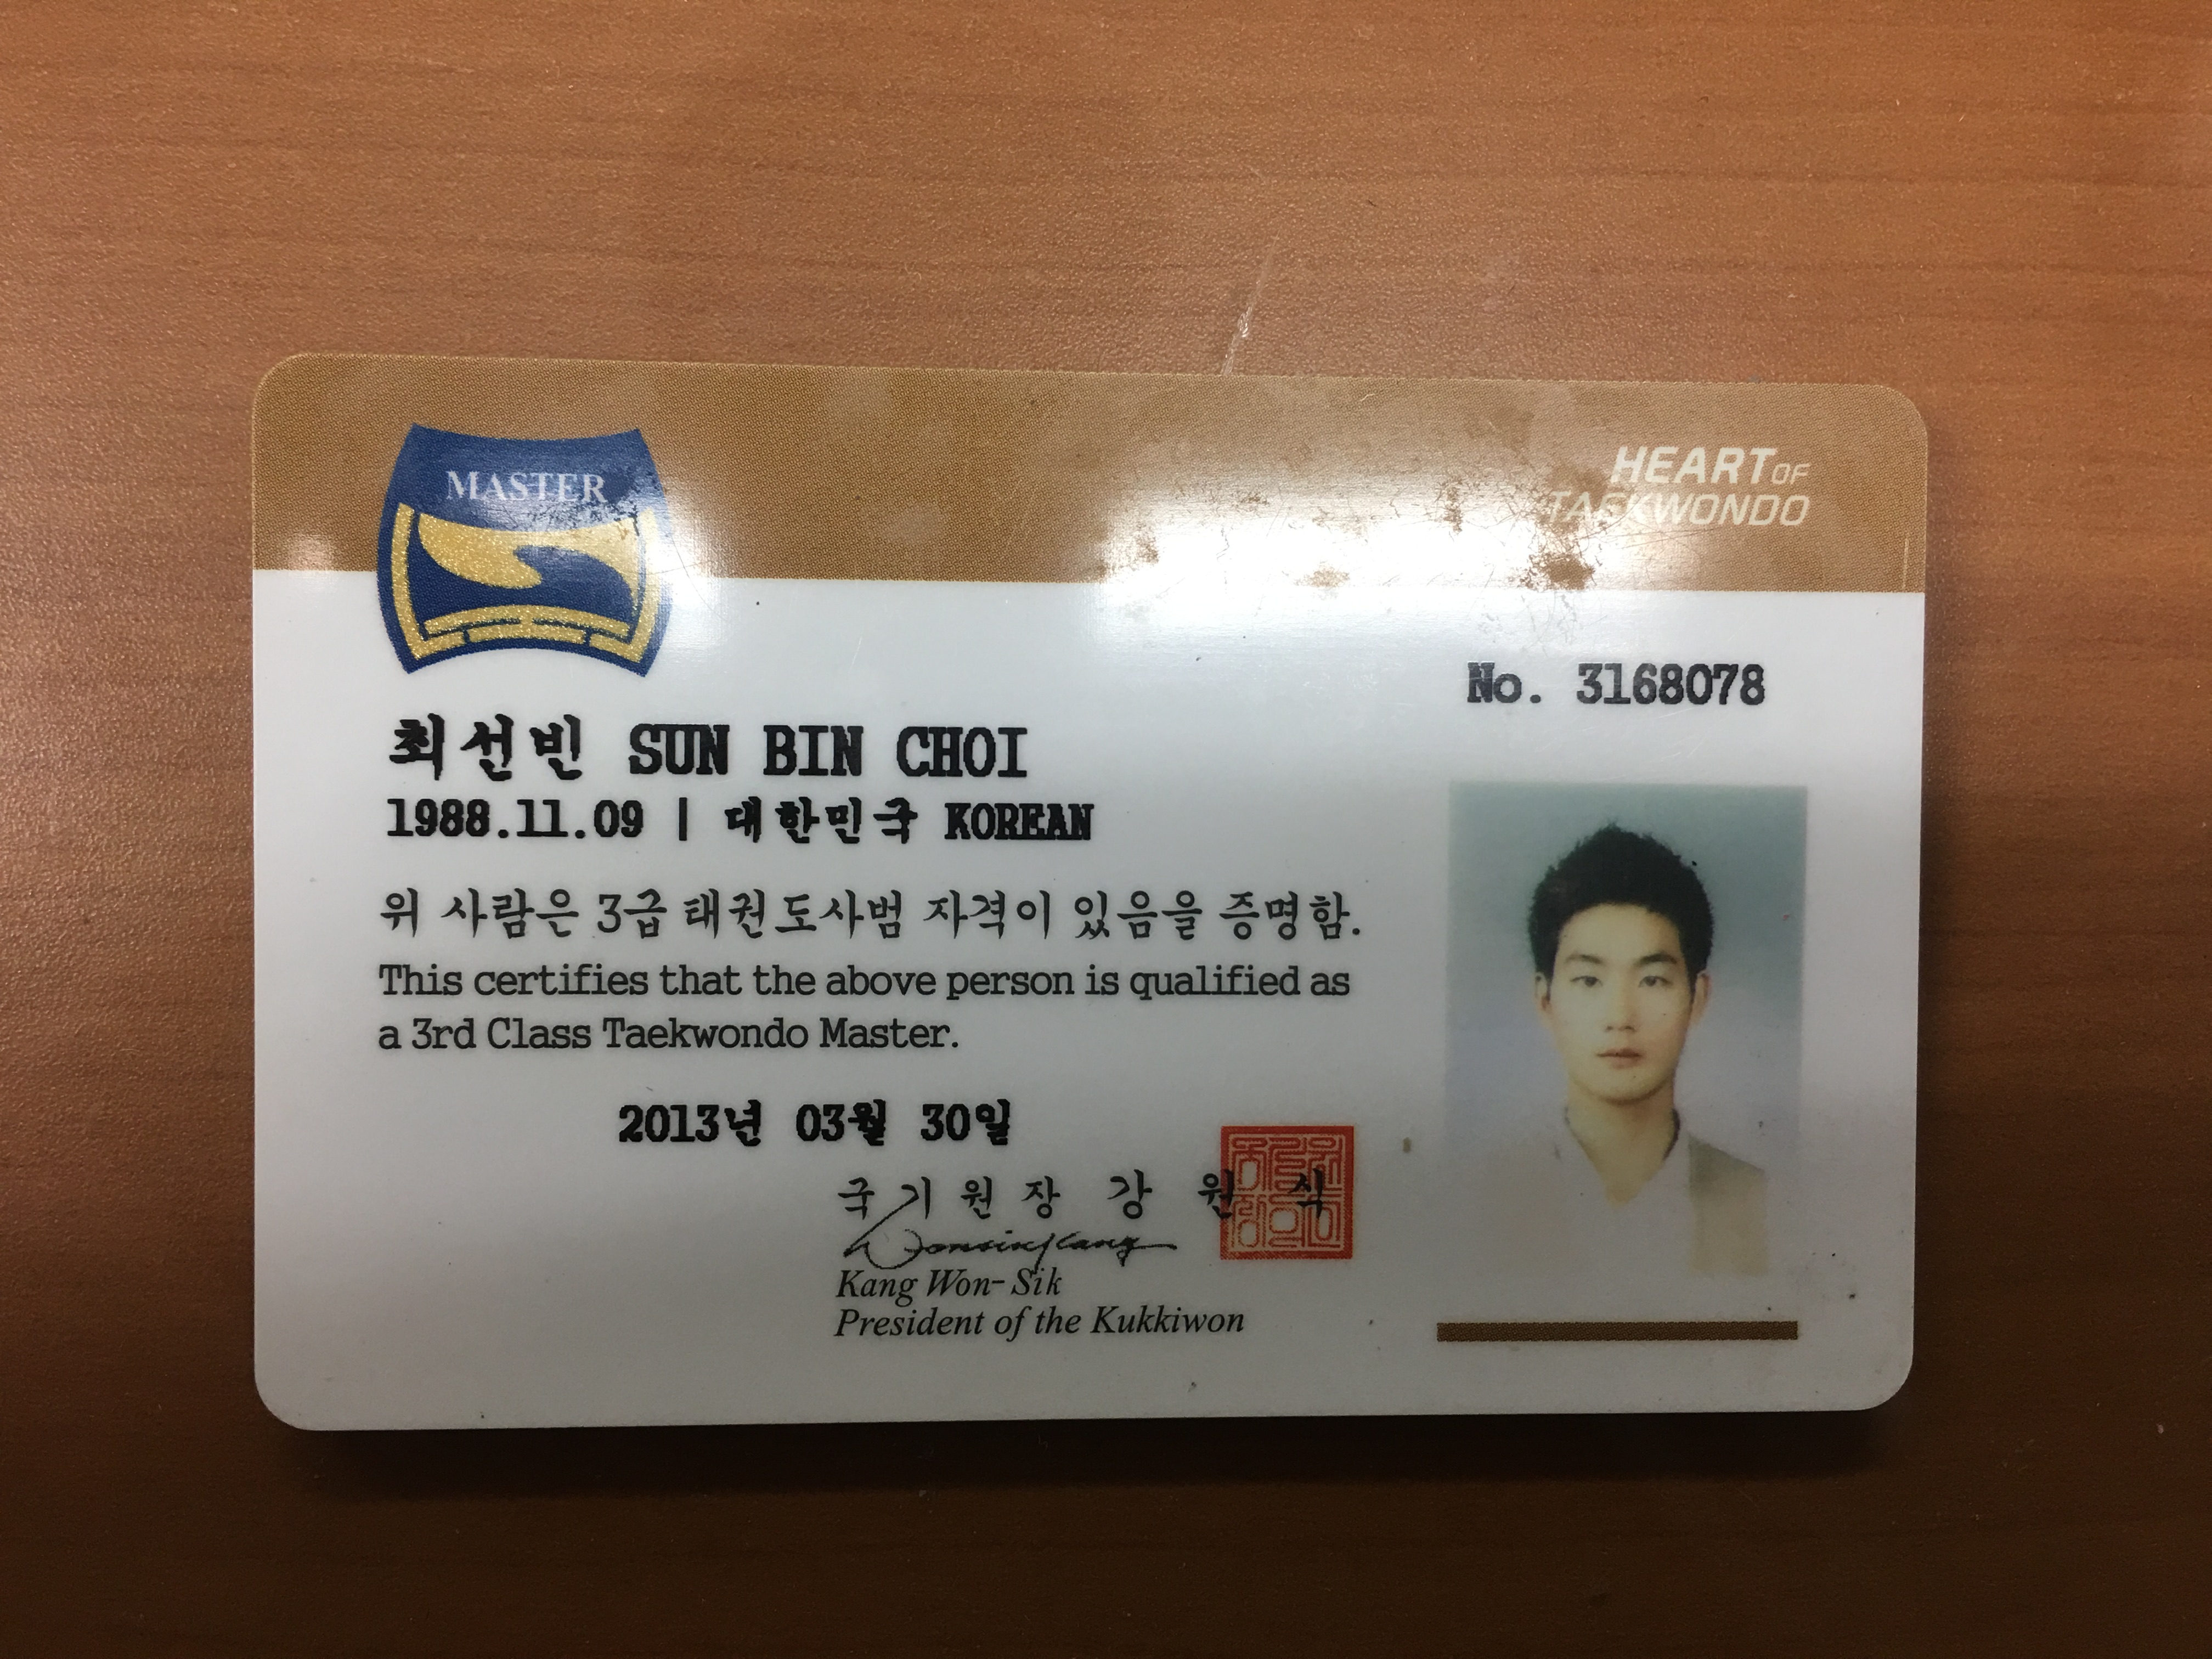 MASTER
HEART OF
TAEKWONDO
No. 3168078
최선빈 SUN BIN CHOI
1988.11.09 | 대한민국 KOREAN
위 사람은 3급 태권도사범 자격이 있음을 증명함.
This certifies that the above person is qualified as
a 3rd Class Taekwondo Master.
2013년 03월 30일
국기원장 강 원 식
Kang Won-Sik
President of the Kukkiwon